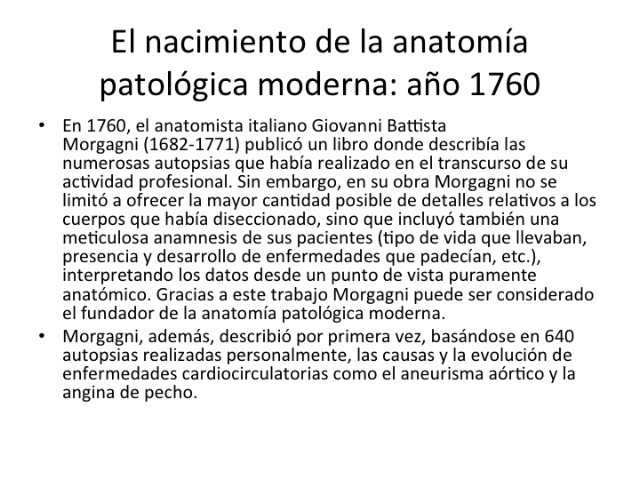 El nacimiento de la anatomía
patológica moderna: año 1760
• En 1760, el anatomista italiano Giovanni Battista
Morgagni (1682-1771) publicó un libro donde describía las
numerosas autopsias que había realizado en el transcurso de su
actividad profesional. Sin embargo, en su obra Morgagni no se
limitó a ofrecer la mayor cantidad posible de detalles relativos a los
cuerpos que había diseccionado, sino que incluyó también una
meticulosa anamnesis de sus pacientes (tipo de vida que llevaban,
presencia y desarrollo de enfermedades que padecían, etc.),
interpretando los datos desde un punto de vista puramente
anatómico. Gracias a este trabajo Morgagni puede ser considerado
el fundador de la anatomía patológica moderna.
• Morgagni, además, describió por primera vez, basándose en 640
autopsias realizadas personalmente, las causas y la evolución de
enfermedades cardiocirculatorias como el aneurisma aórtico y la
angina de pecho.